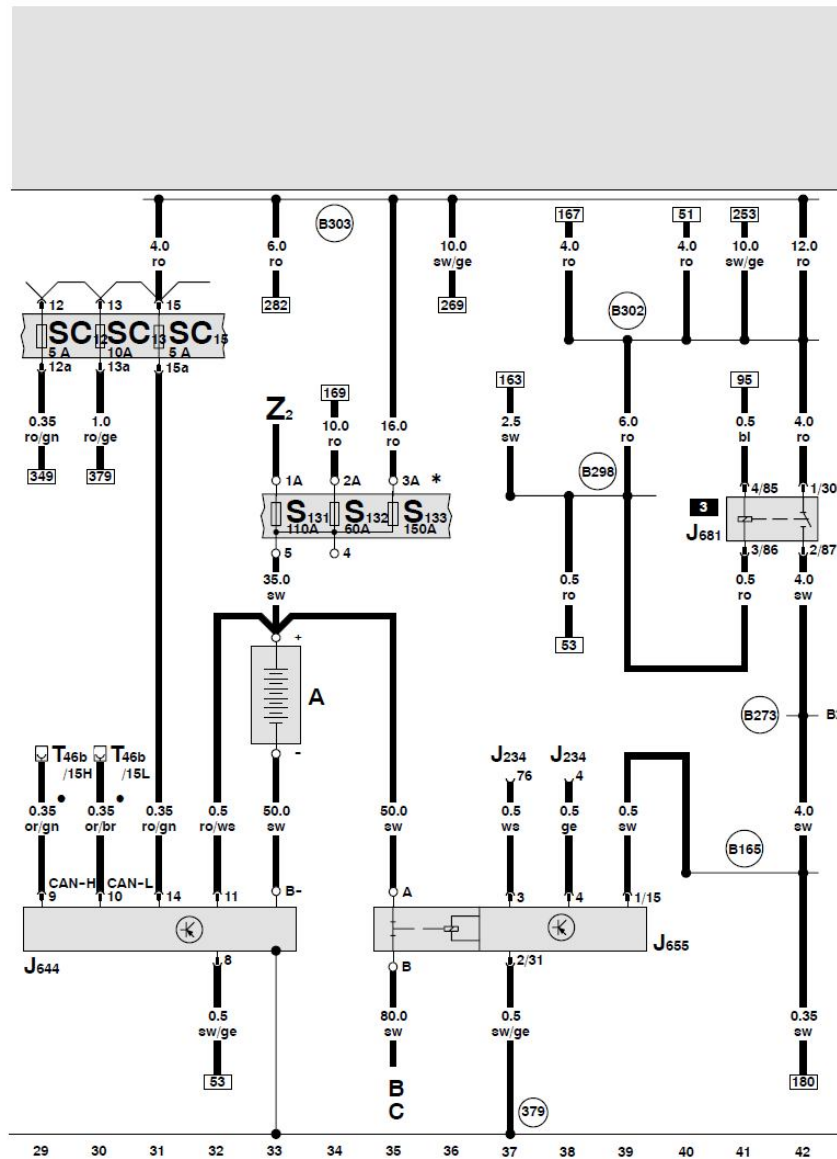 B303
167
51
253
4.0
ro
6.0
ro
10.0
sw/ge
4.0
ro
4.0
ro
10.0
sw/ge
12.0
ro
282
269
12
13
15
SC12
5 A
SC13
10A
SC15
5 A
12a
13a
15a
B302
0.35
ro/gn
1.0
ro/ge
349
379
Z2
169
10.0
ro
16.0
ro
163
2.5
sw
6.0
ro
95
0.5
bl
4.0
ro
B298
1A
2A
3A
*
S131
110A
S132
60A
S133
150A
5
4
4/85
1/30
3
J681
3/86
2/87
35.0
sw
0.5
ro
0.5
ro
4.0
sw
53
+
A
-
B273
T46b
/15H
T46b
/15L
J234
76
J234
4
0.35
or/gn
0.35
or/br
0.35
ro/gn
0.5
ro/ws
50.0
sw
50.0
sw
0.5
ws
0.5
ge
0.5
sw
4.0
sw
B165
CAN-H
CAN-L
9
10
14
11
B-
A
3
4
1/15
J644
J655
8
B
2/31
0.5
sw/ge
80.0
sw
0.5
sw/ge
0.35
sw
53
B
C
180
379
29 30 31 32 33 34 35 36 37 38 39 40 41 42